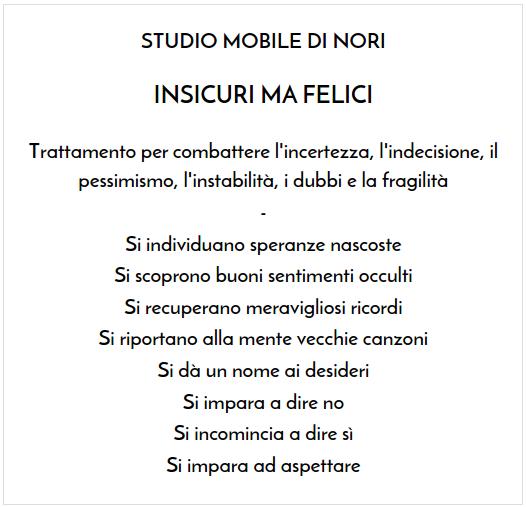 STUDIO MOBILE DI NORI
INSICURI MA FELICI
Trattamento per combattere l'incertezza, l'indecisione, il
pessimismo, l'instabilità, i dubbi e la fragilità
-
Si individuano speranze nascoste
Si scoprono buoni sentimenti occulti
Si recuperano meravigliosi ricordi
Si riportano alla mente vecchie canzoni
Si dà un nome ai desideri
Si impara a dire no
Si incomincia a dire sì
Si impara ad aspettare